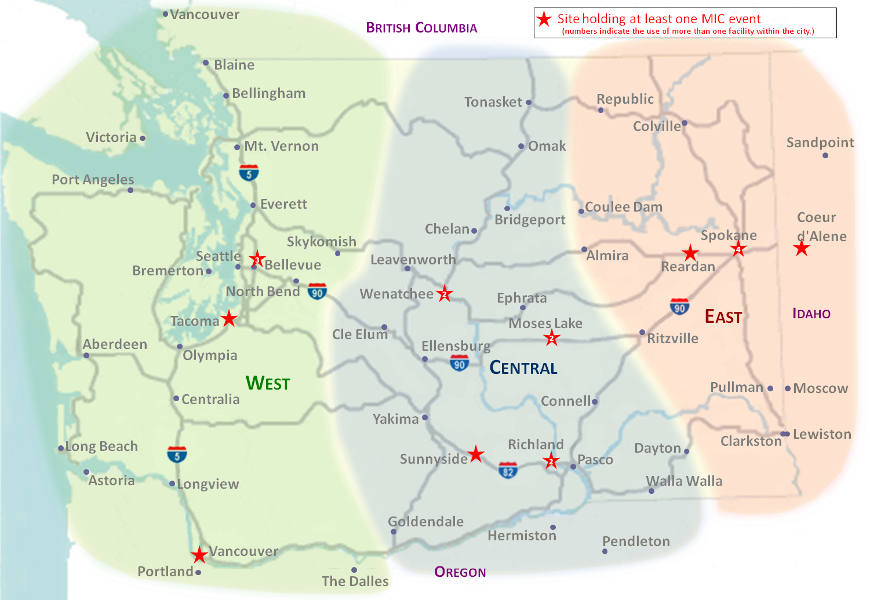 Vancouver
BRITISH COLUMBIA
Site holding at least one MIC event
(numbers indicate the use of more than one facility within the city.)
Blaine
Bellingham
Tonasket
Republic
Colville
Victoria
Mt. Vernon
Omak
Sandpoint
5
Port Angeles
Everett
Bridgeport
Coulee Dam
Chelan
Coeur
d'Alene
Spokane
Skykomish
Seattle
Bellevue
Leavenworth
Almira
Reardan
Bremerton
North Bend
90
Wenatchee
2
Ephrata
90
EAST
IDAHO
Tacoma
Moses Lake
2
Cle Elum
Ritzville
Aberdeen
Olympia
Ellensburg
90
CENTRAL
WEST
Pullman
Moscow
Centralia
Connell
Yakima
Clarkston
Lewiston
Long Beach
5
Sunnyside
Richland
82
Pasco
Dayton
Astoria
Longview
Walla Walla
Goldendale
Hermiston
Pendleton
Vancouver
Portland
The Dalles
OREGON